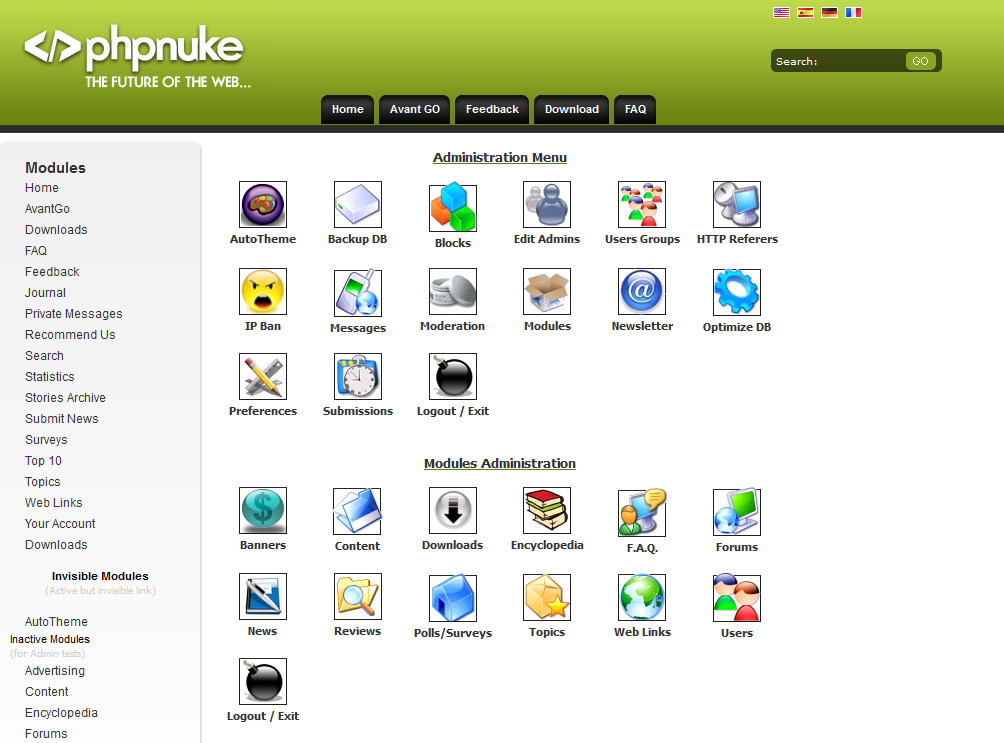 </>phpnuke
THE FUTURE OF THE WEB...
Search: GO
Home Avant GO Feedback Download FAQ
Modules
Home
AvantGo
Downloads
FAQ
Feedback
Journal
Private Messages
Recommend Us
Search
Statistics
Stories Archive
Submit News
Surveys
Top 10
Topics
Web Links
Your Account
Downloads
Invisible Modules
(Active but invisible link)
AutoTheme
Inactive Modules
(for Admin tests)
Advertising
Content
Encyclopedia
Forums
Administration Menu
AutoTheme Backup DB Blocks Edit Admins Users Groups HTTP Referers
IP Ban Messages Moderation Modules Newsletter Optimize DB
Preferences Submissions Logout / Exit
Modules Administration
Banners Content Downloads Encyclopedia F.A.Q. Forums
News Reviews Polls/Surveys Topics Web Links Users
Logout / Exit